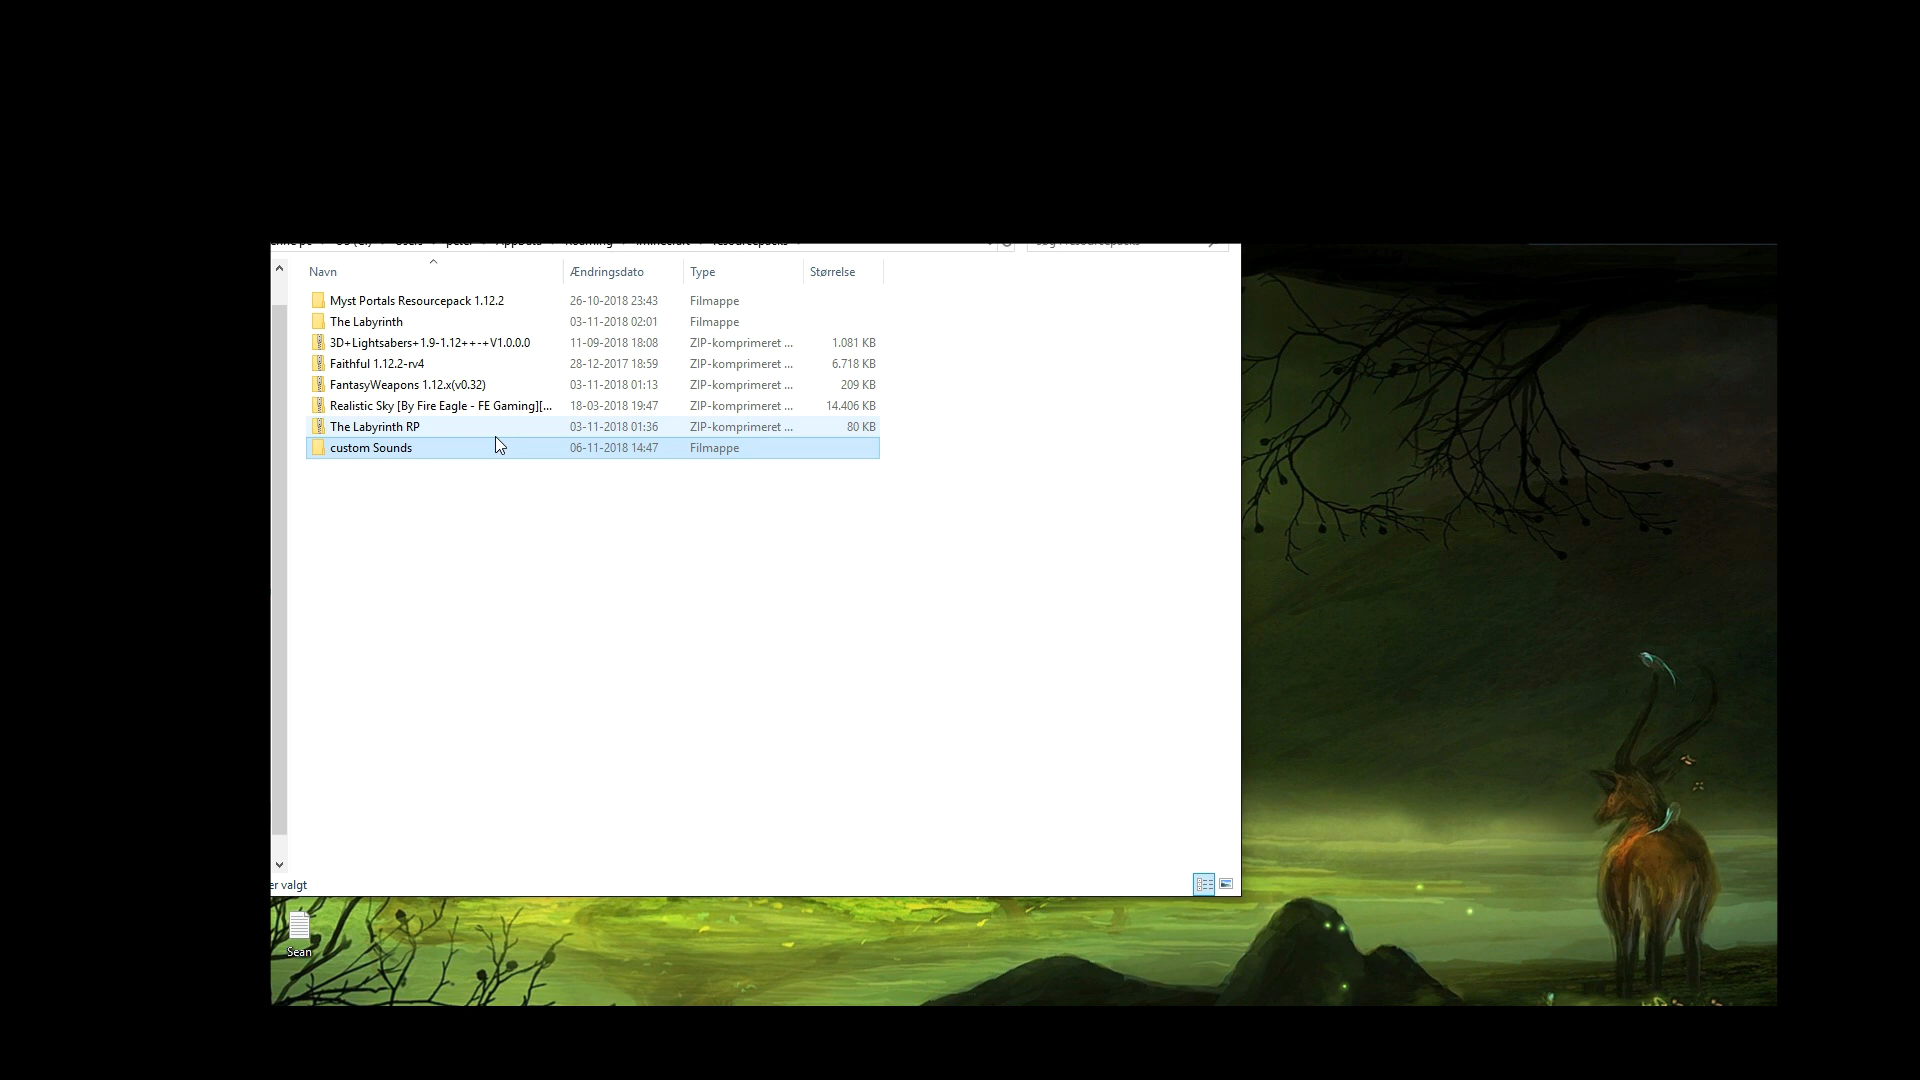 Navn Ændringsdato Type Størrelse
Myst Portals Resourcepack 1.12.2 26-10-2018 23:43 Filmappe
The Labyrinth 03-11-2018 02:01 Filmappe
3D+Lightsabers+1.9-1.12++-+V1.0.0.0 11-09-2018 18:08 ZIP-komprimeret ... 1.081 KB
Faithful 1.12.2-rv4 28-12-2017 18:59 ZIP-komprimeret ... 6.718 KB
FantasyWeapons 1.12.x(v0.32) 03-11-2018 01:13 ZIP-komprimeret ... 209 KB
Realistic Sky [By Fire Eagle - FE Gaming][... 18-03-2018 19:47 ZIP-komprimeret ... 14.406 KB
The Labyrinth RP 03-11-2018 01:36 ZIP-komprimeret ... 80 KB
custom Sounds 06-11-2018 14:47 Filmappe
er valgt
Sean